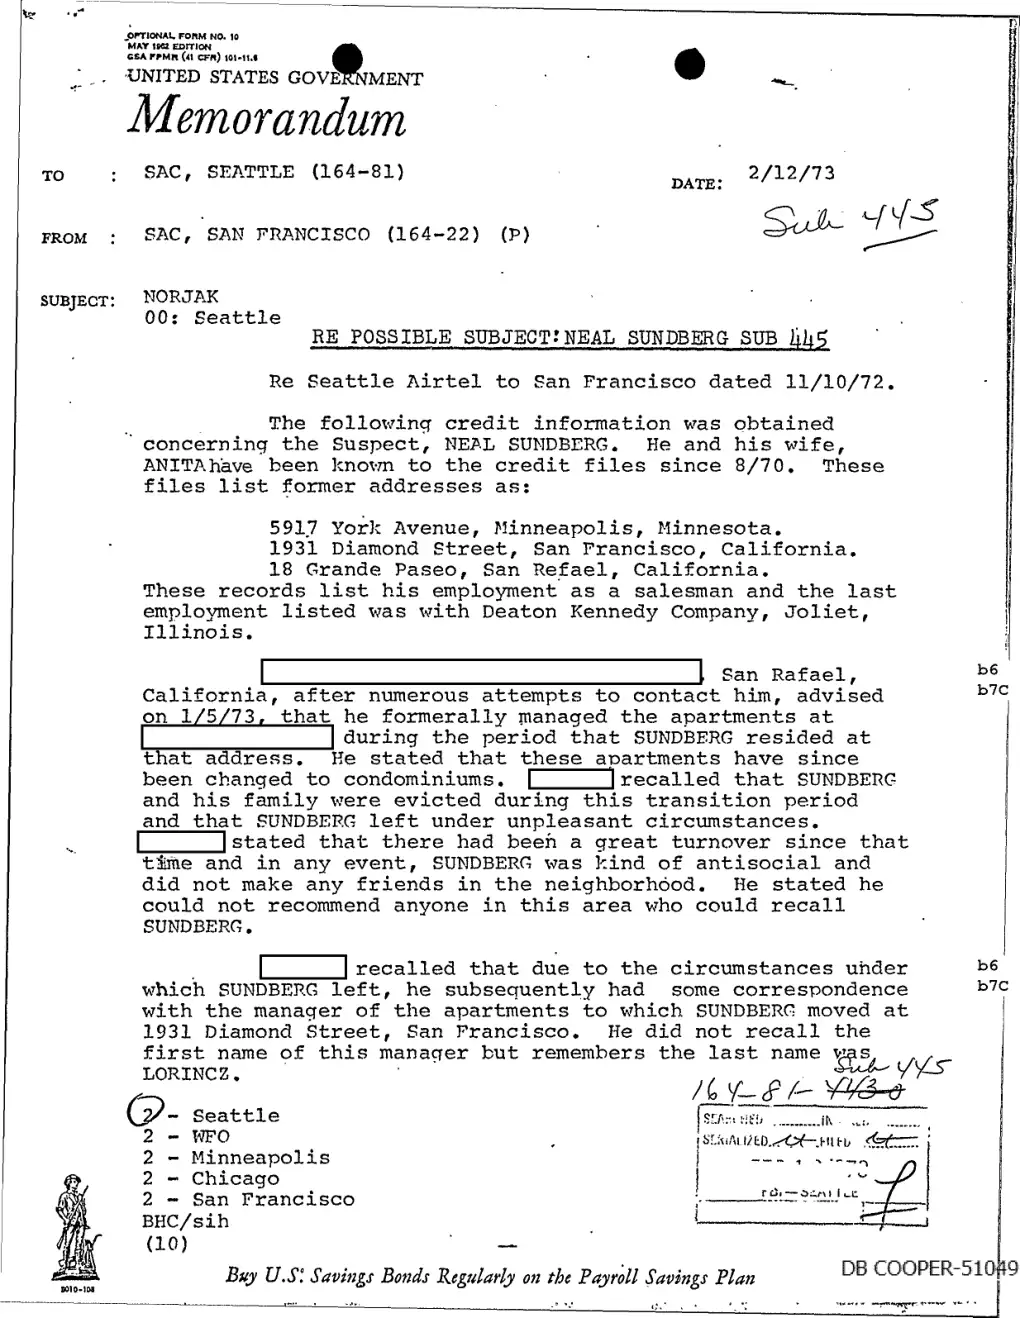 OPTIONAL FORM NO. 10
MAY 1962 EDITION
GSA FPMR (41 CFR) 101-11.6
UNITED STATES GOVERNMENT
Memorandum
TO : SAC, SEATTLE (164-81)
DATE: 2/12/73
Sub 445
FROM : SAC, SAN FRANCISCO (164-22) (P)
SUBJECT: NORJAK
OO: Seattle
RE POSSIBLE SUBJECT: NEAL SUNDBERG SUB 445
Re Seattle Airtel to San Francisco dated 11/10/72.
The following credit information was obtained
concerning the Suspect, NEAL SUNDBERG. He and his wife,
ANITA have been known to the credit files since 8/70. These
files list former addresses as:
5917 York Avenue, Minneapolis, Minnesota.
1931 Diamond Street, San Francisco, California.
18 Grande Paseo, San Refael, California.
These records list his employment as a salesman and the last
employment listed was with Deaton Kennedy Company, Joliet,
Illinois.
San Rafael,
b6
California, after numerous attempts to contact him, advised
b7C
on 1/5/73, that he formerally managed the apartments at
during the period that SUNDBERG resided at
that address. He stated that these apartments have since
been changed to condominiums. recalled that SUNDBERG
and his family were evicted during this transition period
and that SUNDBERG left under unpleasant circumstances.
stated that there had been a great turnover since that
time and in any event, SUNDBERG was kind of antisocial and
did not make any friends in the neighborhood. He stated he
could not recommend anyone in this area who could recall
SUNDBERG.
recalled that due to the circumstances under
b6
which SUNDBERG left, he subsequently had some correspondence
b7C
with the manager of the apartments to which SUNDBERG moved at
1931 Diamond Street, San Francisco. He did not recall the
first name of this manager but remembers the last name was
LORINCZ.
Sub 445
164-81-4430
2 - Seattle
2 - WFO
2 - Minneapolis
2 - Chicago
2 - San Francisco
BHC/sih
(10)
SERIALIZED FILED
FBI - SEATTLE
5010-108
Buy U.S. Savings Bonds Regularly on the Payroll Savings Plan
DB COOPER-51049